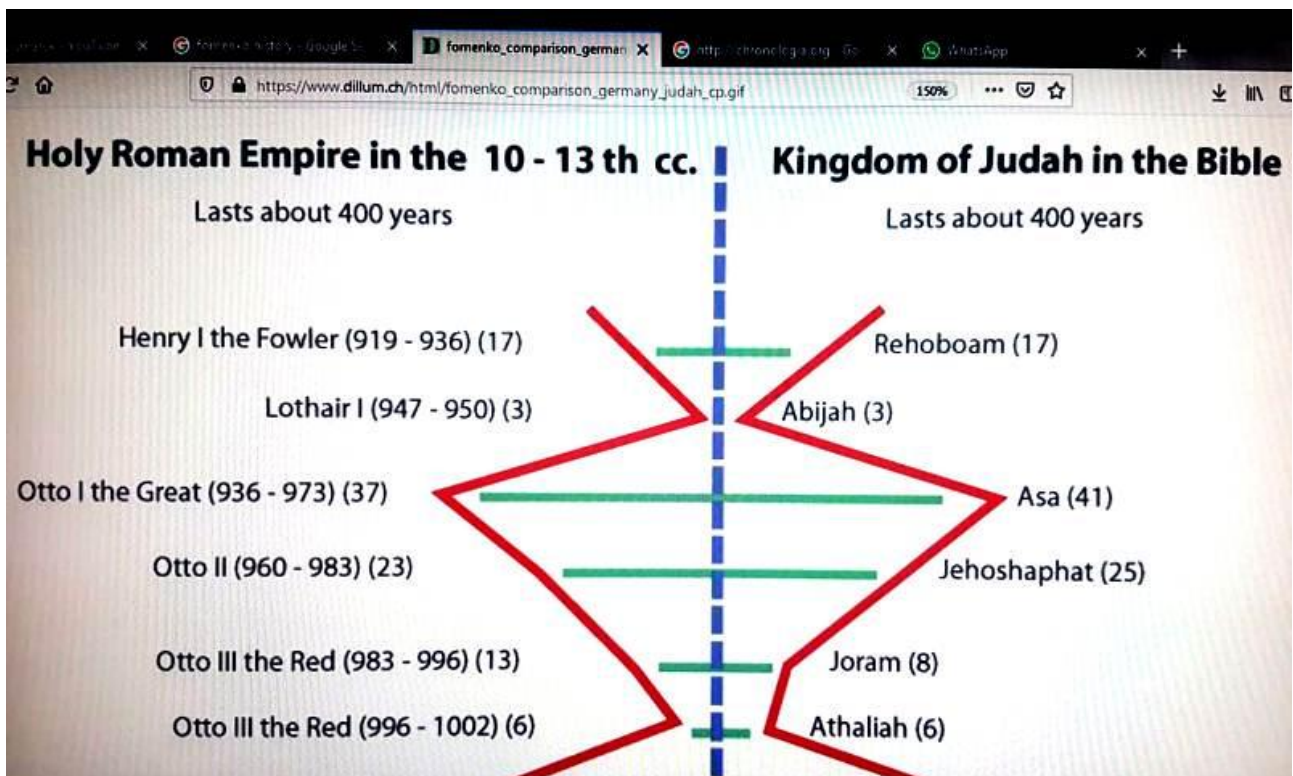 fomenko history - Google Se
fomenko_comparison_german
WhatsApp
https://www.dillum.ch/html/fomenko_comparison_germany_judah_cp.gif
150%
Holy Roman Empire in the 10 - 13 th cc.
Kingdom of Judah in the Bible
Lasts about 400 years
Lasts about 400 years
Henry I the Fowler (919 - 936) (17)
Rehoboam (17)
Lothair I (947 - 950) (3)
Abijah (3)
Otto I the Great (936 - 973) (37)
Asa (41)
Otto II (960 - 983) (23)
Jehoshaphat (25)
Otto III the Red (983 - 996) (13)
Joram (8)
Otto III the Red (996 - 1002) (6)
Athaliah (6)